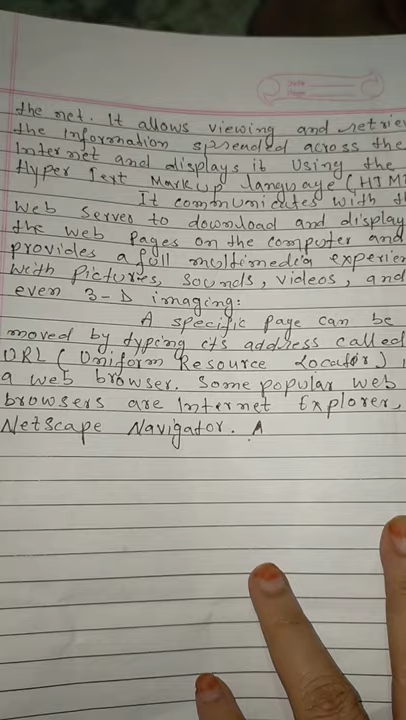 the net. It allows viewing and retriev
the Information spreaded across the
Internet and displays it Using the
Hyper Text Mark up language (HTM
It communicates with th
Web Server to download and display
the Web Pages on the computer and
provides a full multimedia experien
with Pictures, Sounds, videos, and
even 3-D imaging:
A specific Page can be
moved by typing its address called
URL (Uniform Resource Locator) i
a web browser. Some popular web
browsers are Internet Explorer,
Netscape Navigator. A